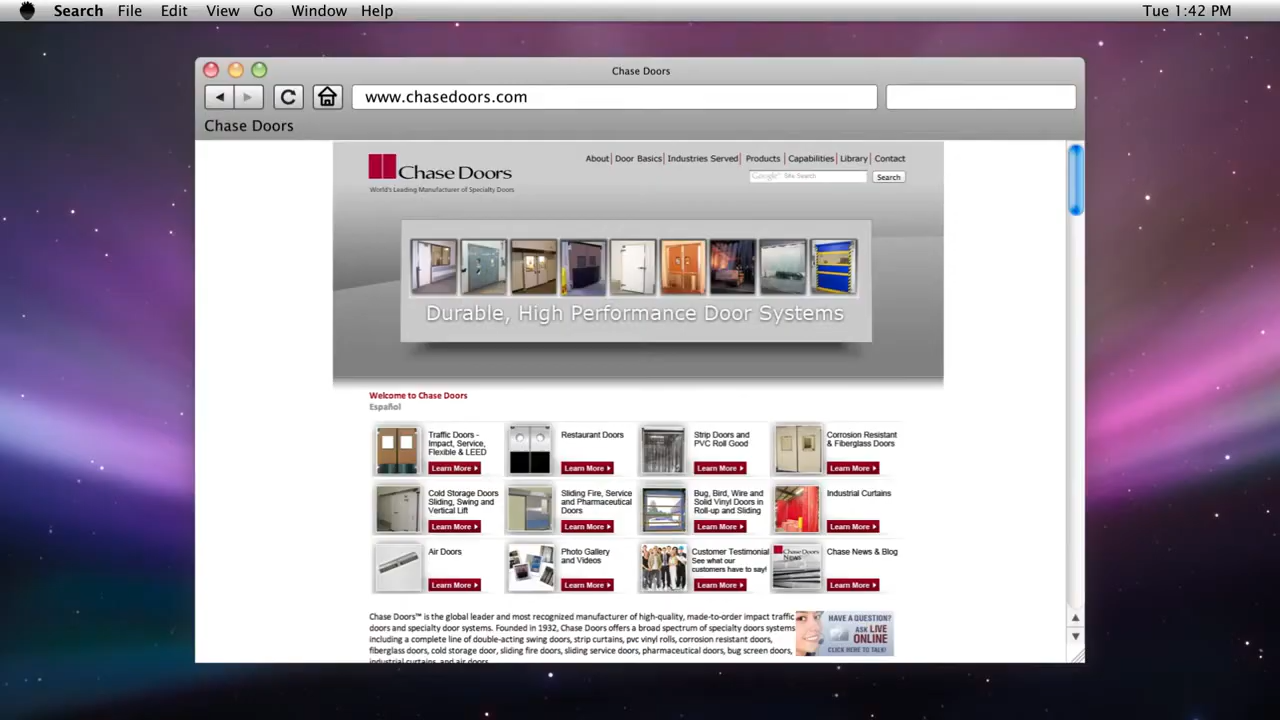 Search File Edit View Go Window Help Tue 1:42 PM
Chase Doors
www.chasedoors.com
Chase Doors
Chase Doors
World's Leading Manufacturer of Specialty Doors
About Door Basics Industries Served Products Capabilities Library Contact
Google™ Site Search Search
Durable, High Performance Door Systems
Welcome to Chase Doors
Español
Traffic Doors -
Impact, Service,
Flexible & LEED
Learn More
Restaurant Doors
Learn More
Strip Doors and
PVC Roll Good
Learn More
Corrosion Resistant
& Fiberglass Doors
Learn More
Cold Storage Doors
Sliding, Swing and
Vertical Lift
Learn More
Sliding Fire, Service
and Pharmaceutical
Doors
Learn More
Bug, Bird, Wire and
Solid Vinyl Doors in
Roll-up and Sliding
Learn More
Industrial Curtains
Learn More
Air Doors
Learn More
Photo Gallery
and Videos
Learn More
Customer Testimonial
See what our
customers have to say!
Learn More
Chase Doors
News
Chase News & Blog
Learn More
Chase Doors™ is the global leader and most recognized manufacturer of high-quality, made-to-order impact traffic
doors and specialty door systems. Founded in 1932, Chase Doors offers a broad spectrum of specialty doors systems
including a complete line of double-acting swing doors, strip curtains, pvc vinyl rolls, corrosion resistant doors,
fiberglass doors, cold storage door, sliding fire doors, sliding service doors, pharmaceutical doors, bug screen doors,
industrial curtains, and air doors.
HAVE A QUESTION?
ASK LIVE
ONLINE
CLICK HERE TO TALK!